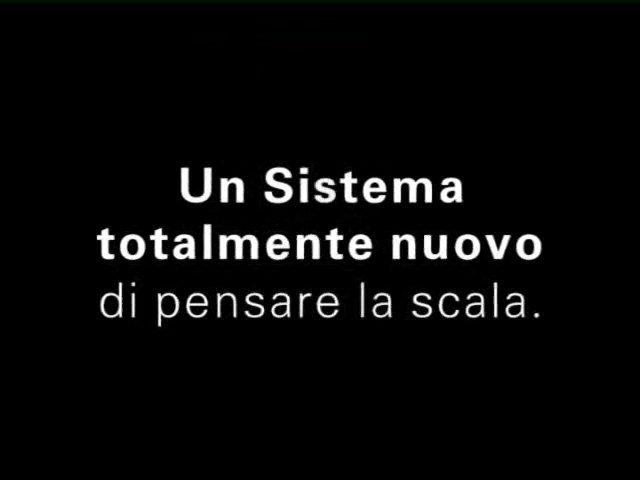 Un Sistema
totalmente nuovo
di pensare la scala.